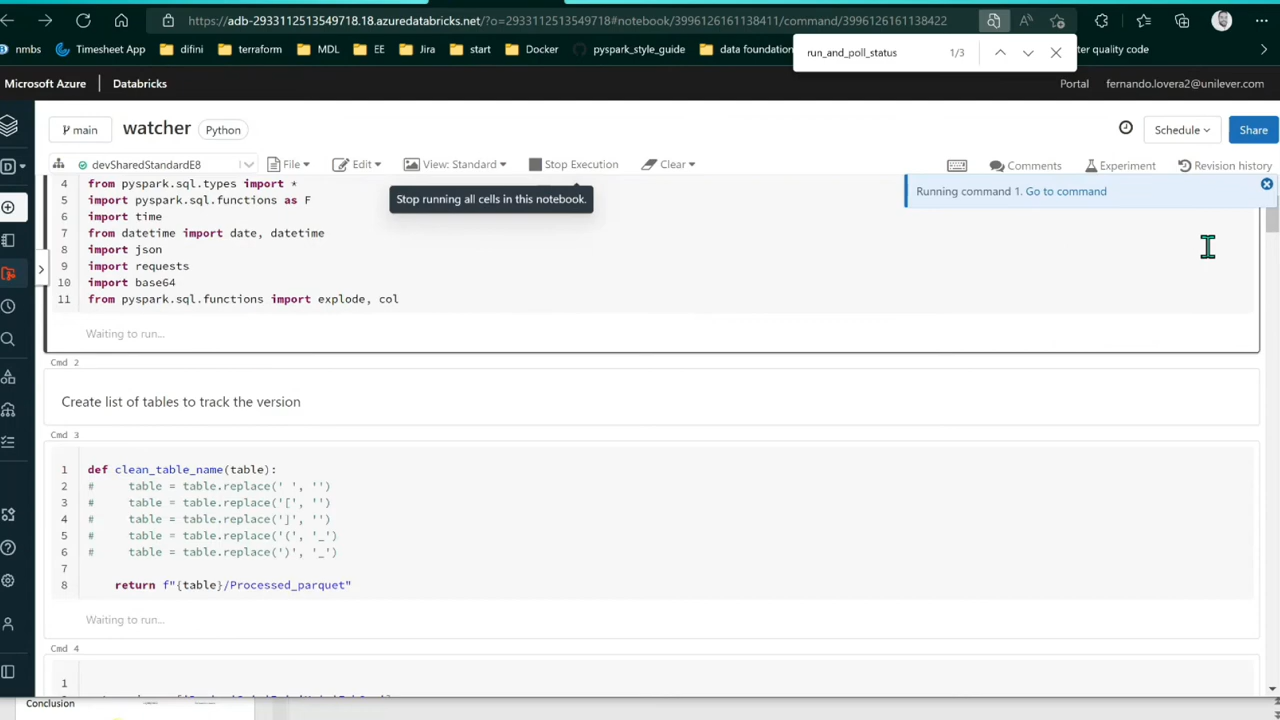 https://adb-2933112513549718.18.azuredatabricks.net/?o=2933112513549718#notebook/3996126161138411/command/3996126161138422
nmbs
Timesheet App
difini
terraform
MDL
EE
Jira
start
Docker
pyspark_style_guide
data foundation
ter quality code
run_and_poll_status 1/3
Microsoft Azure
Databricks
Portal
fernando.lovera2@unilever.com
main
watcher
Python
Schedule
Share
devSharedStandardE8
File
Edit
View: Standard
Stop Execution
Clear
Comments
Experiment
Revision history
Stop running all cells in this notebook.
Running command 1. Go to command
4 from pyspark.sql.types import *
5 import pyspark.sql.functions as F
6 import time
7 from datetime import date, datetime
8 import json
9 import requests
10 import base64
11 from pyspark.sql.functions import explode, col
Waiting to run...
Cmd 2
Create list of tables to track the version
Cmd 3
1 def clean_table_name(table):
2 # table = table.replace(' ', '')
3 # table = table.replace('[', '')
4 # table = table.replace(']', '')
5 # table = table.replace('(', '_')
6 # table = table.replace(')', '_')
7
8 return f"{table}/Processed_parquet"
Waiting to run...
Cmd 4
1
Conclusion